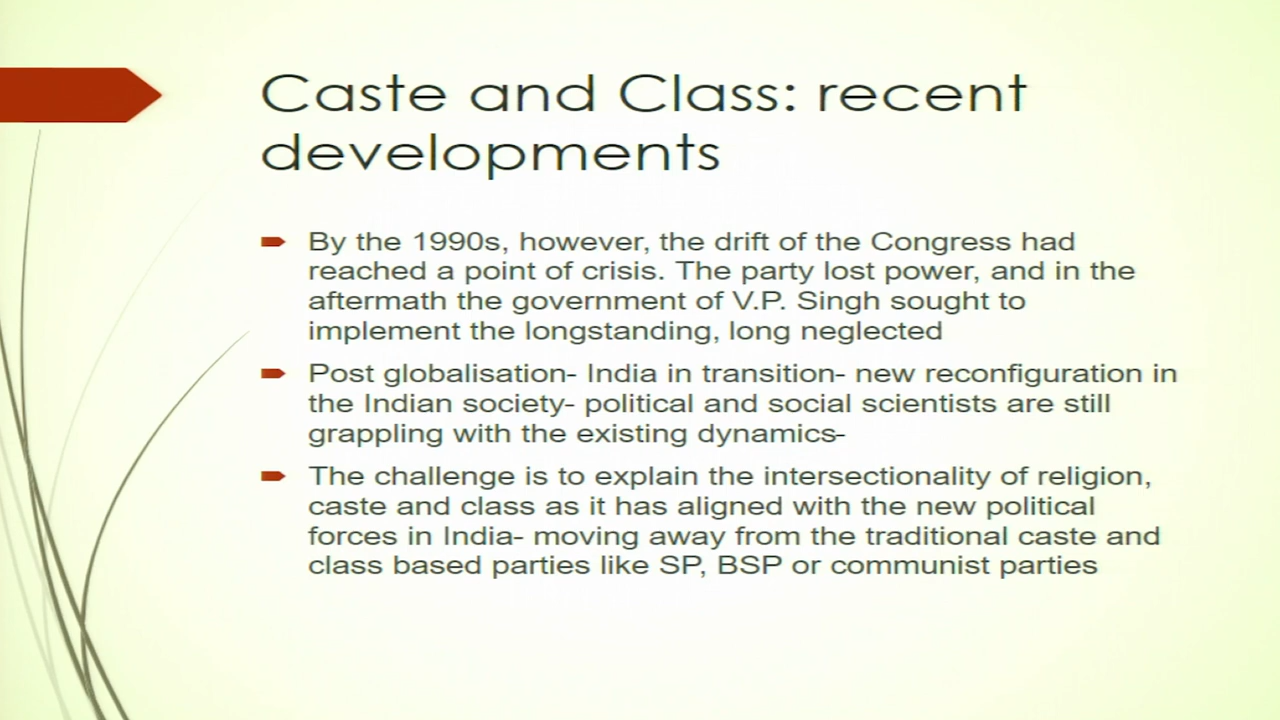 Caste and Class: recent
developments
By the 1990s, however, the drift of the Congress had
reached a point of crisis. The party lost power, and in the
aftermath the government of V.P. Singh sought to
implement the longstanding, long neglected
Post globalisation- India in transition- new reconfiguration in
the Indian society- political and social scientists are still
grappling with the existing dynamics-
The challenge is to explain the intersectionality of religion,
caste and class as it has aligned with the new political
forces in India- moving away from the traditional caste and
class based parties like SP, BSP or communist parties